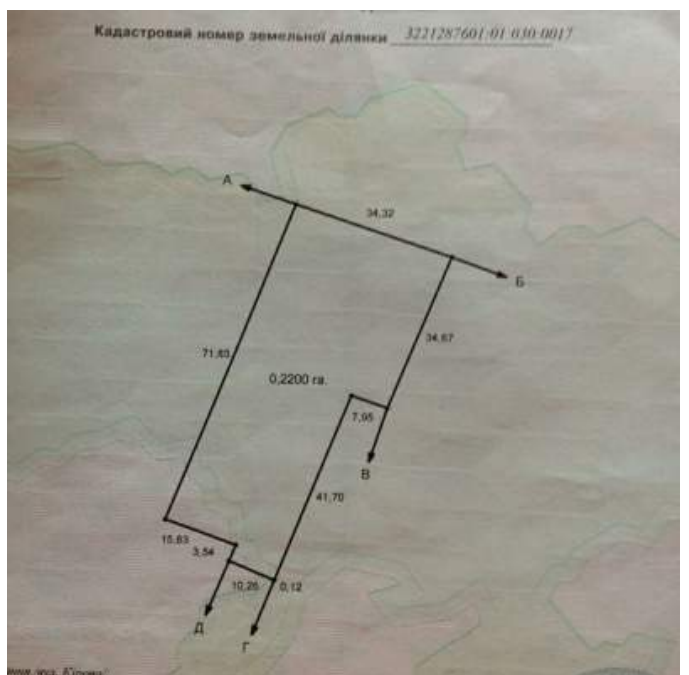 Кадастровий номер земельної ділянки 3221287601:01:030:0017
А
34,32
Б
34,67
71,63
0,2200 га.
7,95
В
41,70
15,63
3,54
10,26
0,12
Д
Г